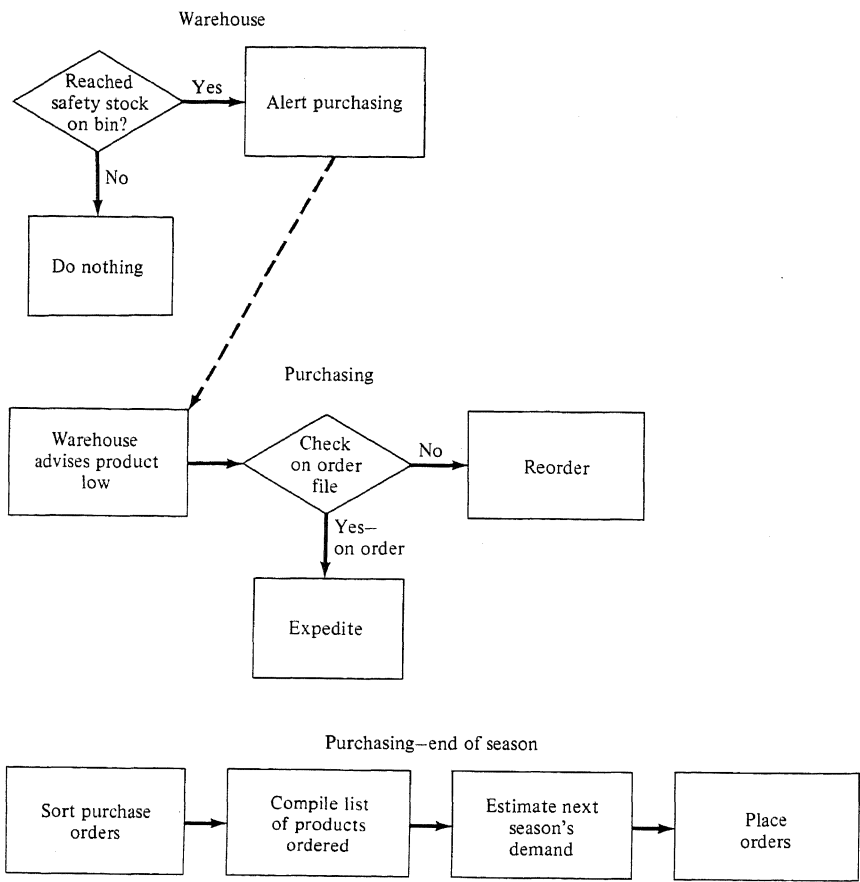 Warehouse
Reached
safety stock
on bin?
Yes
Alert purchasing
No
Do nothing
Purchasing
Warehouse
advises product
low
Check
on order
file
No
Reorder
Yes—
on order
Expedite
Purchasing—end of season
Sort purchase
orders
Compile list
of products
ordered
Estimate next
season's
demand
Place
orders